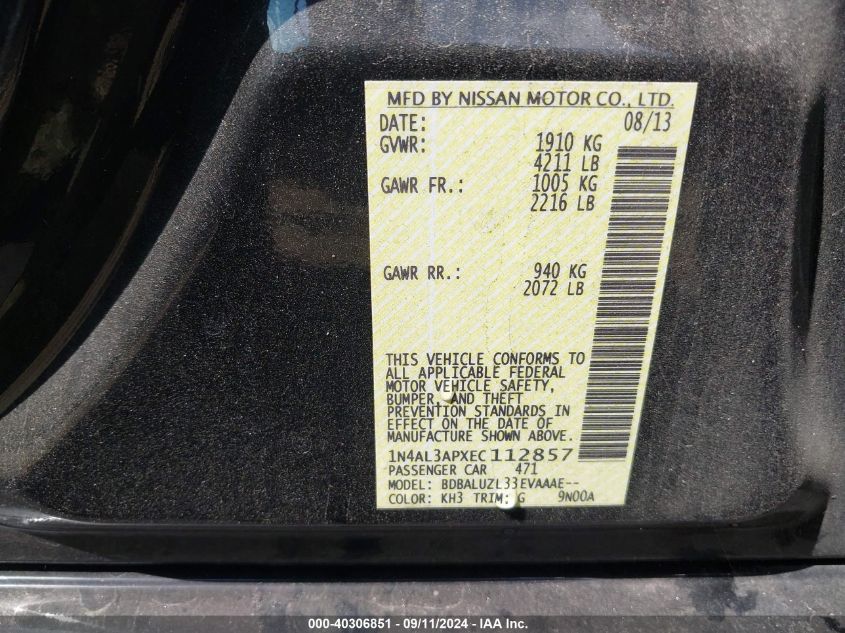 MFD BY NISSAN MOTOR CO., LTD.
DATE: 08/13
GVWR: 1910 KG
4211 LB
GAWR FR.: 1005 KG
2216 LB
GAWR RR.: 940 KG
2072 LB
THIS VEHICLE CONFORMS TO
ALL APPLICABLE FEDERAL
MOTOR VEHICLE SAFETY,
BUMPER AND THEFT
PREVENTION STANDARDS IN
EFFECT ON THE DATE OF
MANUFACTURE SHOWN ABOVE.
1N4AL3APXEC112857
PASSENGER CAR 471
MODEL: BDBALUZL33EVAAAE--
COLOR: KH3 TRIM: G 9N00A
000-40306851 - 09/11/2024 - IAA Inc.